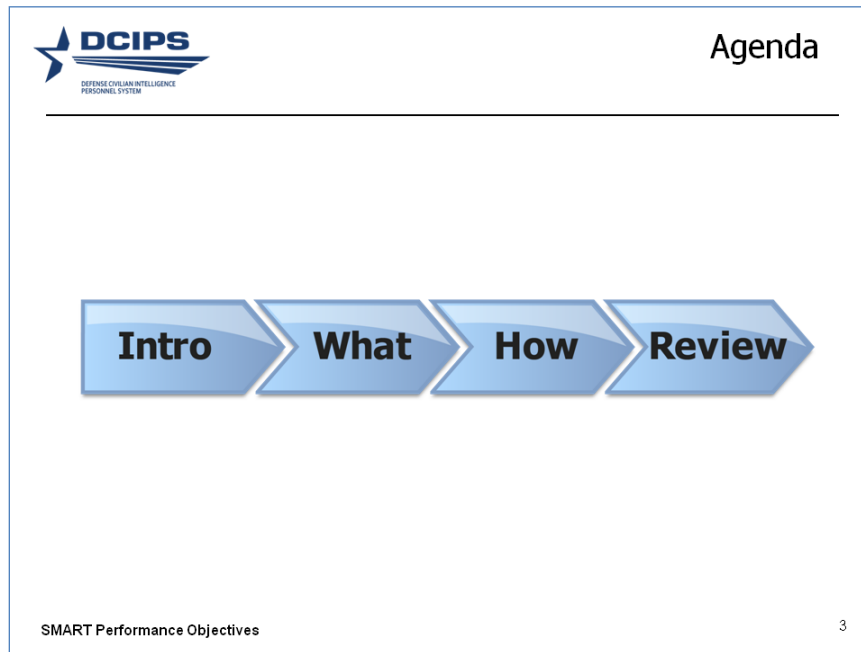 DCIPS
DEFENSE CIVILIAN INTELLIGENCE
PERSONNEL SYSTEM
Agenda
Intro
What
How
Review
SMART Performance Objectives
3